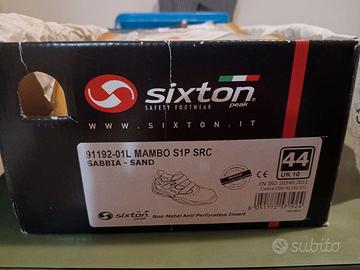 sixton
SAFETY FOOTWEAR
peak
WWW.SIXTON.IT
91192-01L MAMBO S1P SRC
SABBIA - SAND
44
UK 10
CE
EN ISO 20345:2011
sixton
Non Metal Anti Perforation Insert
subito